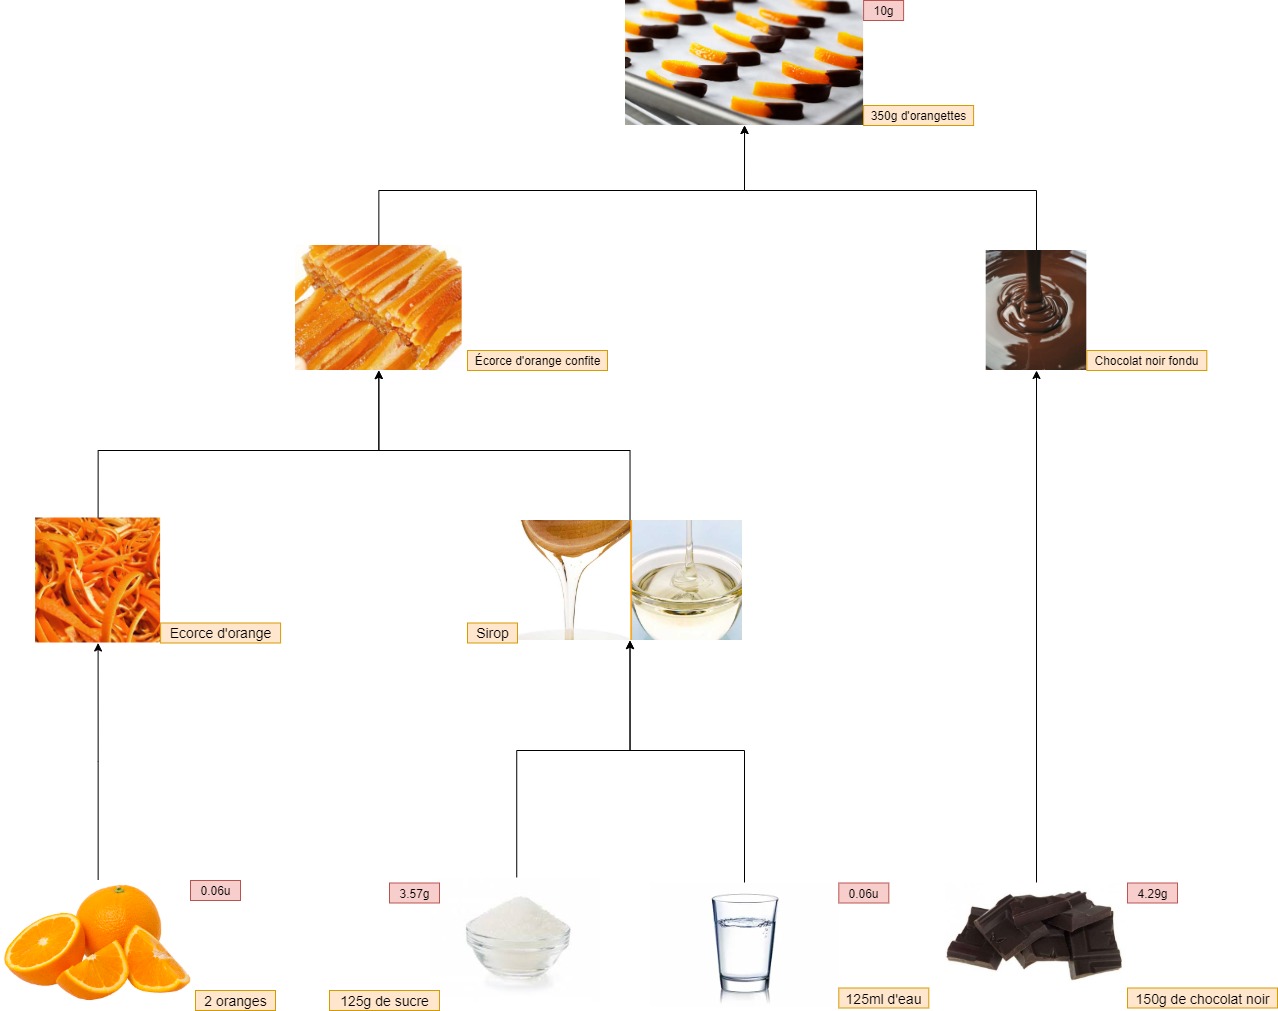 10g
350g d'orangettes
Écorce d'orange confite
Chocolat noir fondu
Ecorce d'orange
Sirop
0.06u
3.57g
0.06u
4.29g
2 oranges
125g de sucre
125ml d'eau
150g de chocolat noir